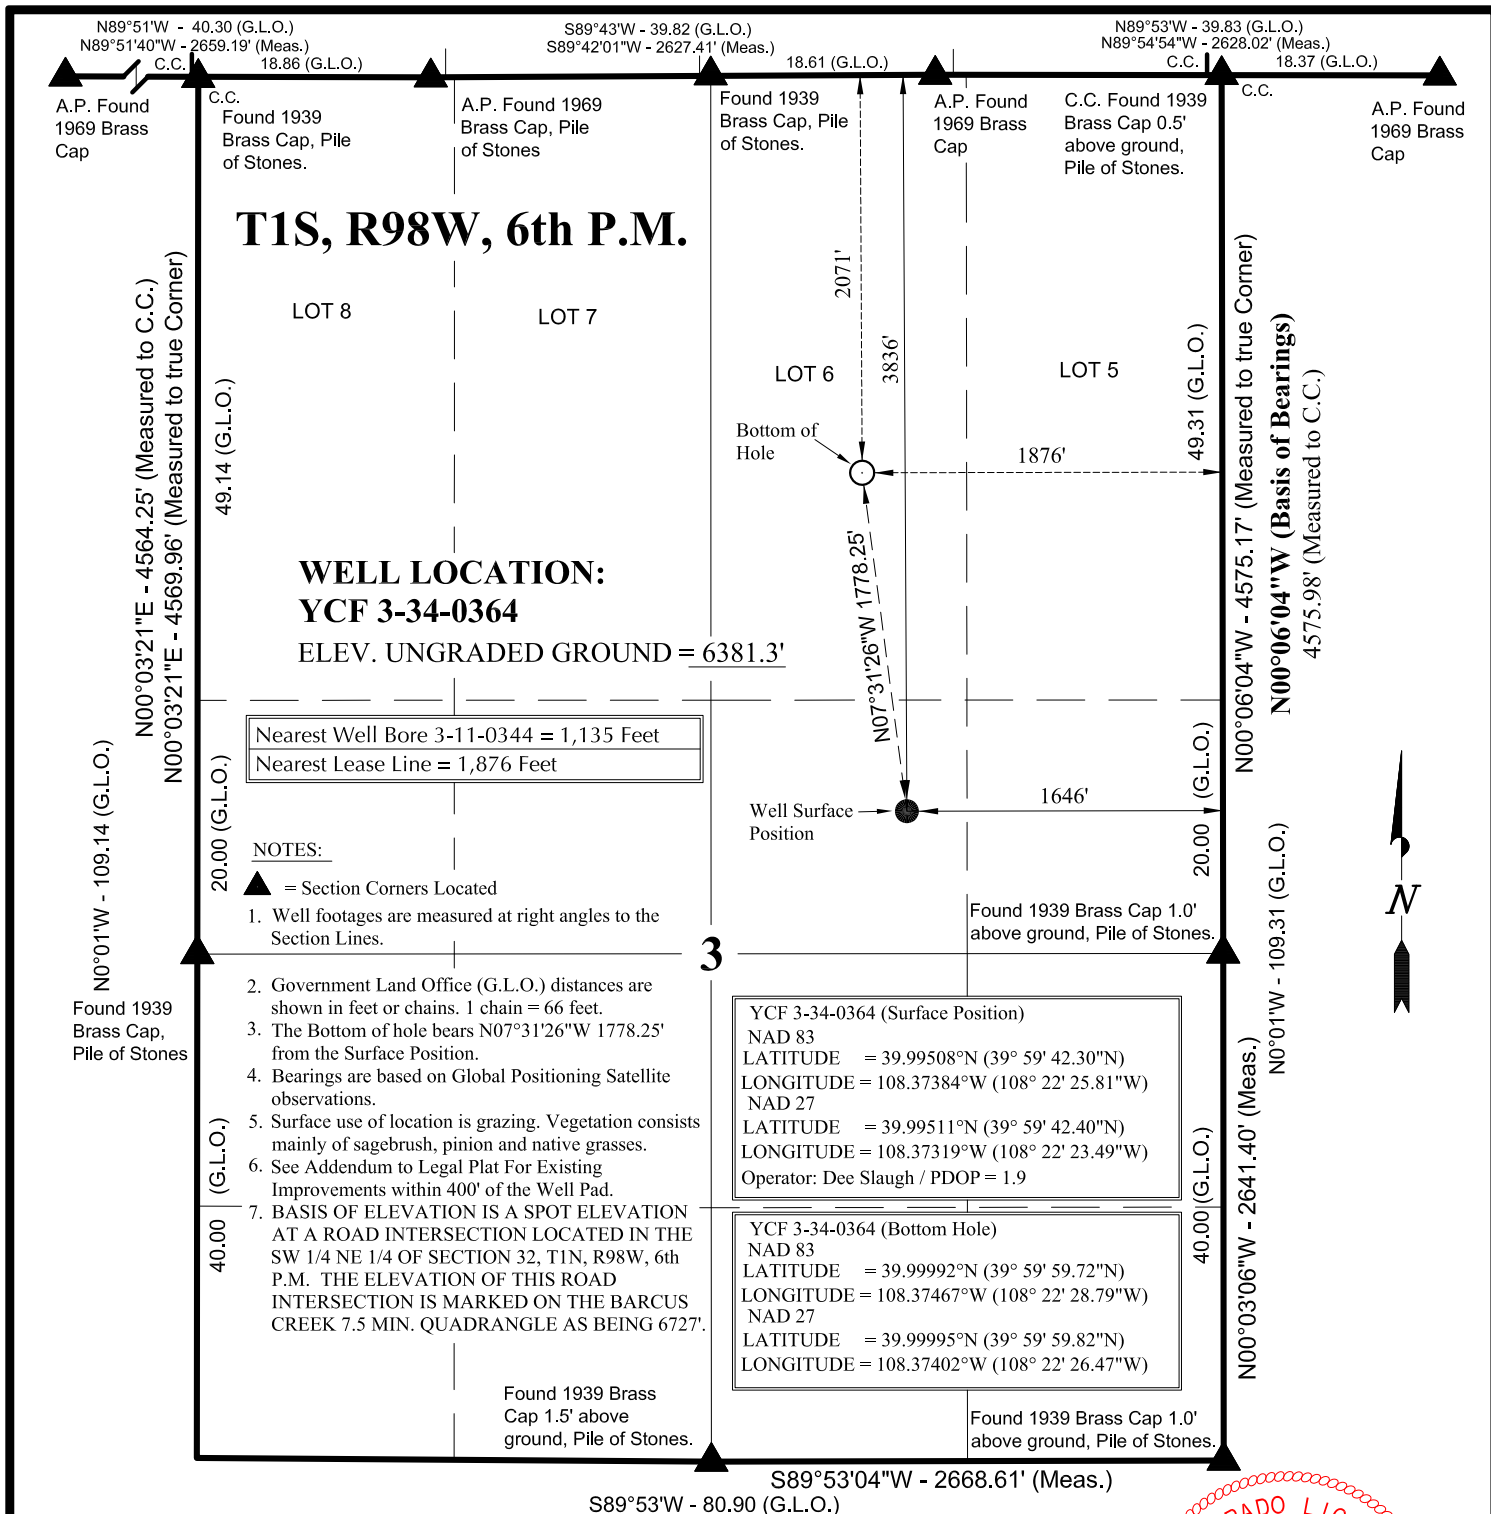 N89°51'W - 40.30 (G.L.O.)
N89°51'40"W - 2659.19' (Meas.)
S89°43'W - 39.82 (G.L.O.)
S89°42'01"W - 2627.41' (Meas.)
N89°53'W - 39.83 (G.L.O.)
N89°54'54"W - 2628.02' (Meas.)
C.C.
18.86 (G.L.O.)
18.61 (G.L.O.)
C.C.
18.37 (G.L.O.)
A.P. Found
1969 Brass
Cap
C.C.
Found 1939
Brass Cap, Pile
of Stones.
A.P. Found 1969
Brass Cap, Pile
of Stones
Found 1939
Brass Cap, Pile
of Stones.
A.P. Found
1969 Brass
Cap
C.C. Found 1939
Brass Cap 0.5'
above ground,
Pile of Stones.
C.C.
A.P. Found
1969 Brass
Cap
T1S, R98W, 6th P.M.
LOT 8
LOT 7
LOT 6
LOT 5
2071'
3836'
N00°03'21"E - 4564.25' (Measured to C.C.)
N00°03'21"E - 4569.96' (Measured to true Corner)
49.14 (G.L.O.)
49.31 (G.L.O.)
N00°06'04"W - 4575.17' (Measured to true Corner)
N00°06'04"W (Basis of Bearings)
4575.98' (Measured to C.C.)
Bottom of
Hole
1876'
N07°31'26"W 1778.25'
WELL LOCATION:
YCF 3-34-0364
ELEV. UNGRADED GROUND = 6381.3'
Nearest Well Bore 3-11-0344 = 1,135 Feet
Nearest Lease Line = 1,876 Feet
Well Surface
Position
1646'
N0°01'W - 109.14 (G.L.O.)
20.00 (G.L.O.)
20.00 (G.L.O.)
N0°01'W - 109.31 (G.L.O.)
N
NOTES:
= Section Corners Located
1. Well footages are measured at right angles to the
Section Lines.
Found 1939 Brass Cap 1.0'
above ground, Pile of Stones.
3
Found 1939
Brass Cap,
Pile of Stones
2. Government Land Office (G.L.O.) distances are
shown in feet or chains. 1 chain = 66 feet.
3. The Bottom of hole bears N07°31'26"W 1778.25'
from the Surface Position.
4. Bearings are based on Global Positioning Satellite
observations.
5. Surface use of location is grazing. Vegetation consists
mainly of sagebrush, pinion and native grasses.
6. See Addendum to Legal Plat For Existing
Improvements within 400' of the Well Pad.
7. BASIS OF ELEVATION IS A SPOT ELEVATION
AT A ROAD INTERSECTION LOCATED IN THE
SW 1/4 NE 1/4 OF SECTION 32, T1N, R98W, 6th
P.M. THE ELEVATION OF THIS ROAD
INTERSECTION IS MARKED ON THE BARCUS
CREEK 7.5 MIN. QUADRANGLE AS BEING 6727'.
YCF 3-34-0364 (Surface Position)
NAD 83
LATITUDE = 39.99508°N (39° 59' 42.30"N)
LONGITUDE = 108.37384°W (108° 22' 25.81"W)
NAD 27
LATITUDE = 39.99511°N (39° 59' 42.40"N)
LONGITUDE = 108.37319°W (108° 22' 23.49"W)
Operator: Dee Slaugh / PDOP = 1.9
YCF 3-34-0364 (Bottom Hole)
NAD 83
LATITUDE = 39.99992°N (39° 59' 59.72"N)
LONGITUDE = 108.37467°W (108° 22' 28.79"W)
NAD 27
LATITUDE = 39.99995°N (39° 59' 59.82"N)
LONGITUDE = 108.37402°W (108° 22' 26.47"W)
40.00 (G.L.O.)
40.00 (G.L.O.)
N00°03'06"W - 2641.40' (Meas.)
Found 1939 Brass
Cap 1.5' above
ground, Pile of Stones.
Found 1939 Brass Cap 1.0'
above ground, Pile of Stones.
S89°53'04"W - 2668.61' (Meas.)
S89°53'W - 80.90 (G.L.O.)